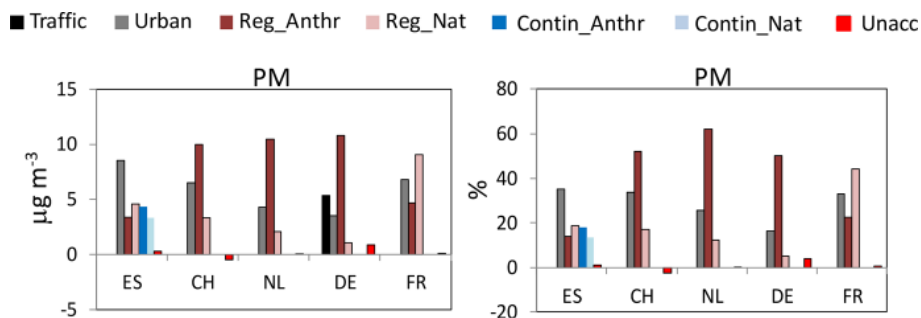 Traffic Urban Reg_Anthr Reg_Nat Contin_Anthr Contin_Nat Unacc
PM
15
10
5
0
-5
µg m-3
ES CH NL DE FR
PM
80
60
40
20
0
-20
%
ES CH NL DE FR